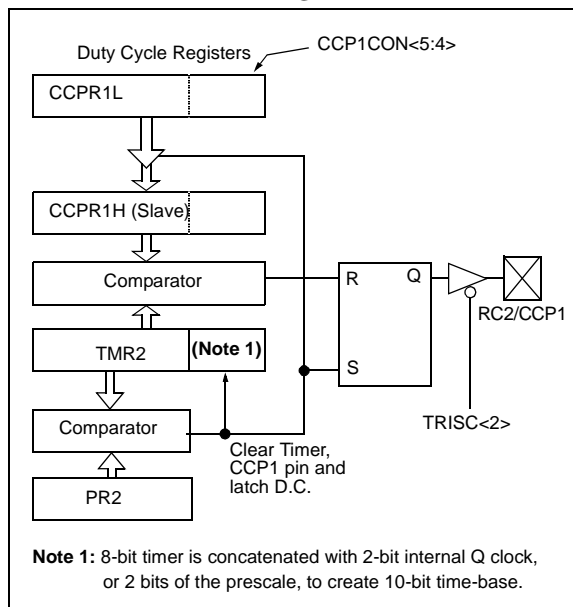 Duty Cycle Registers
CCP1CON<5:4>
CCPR1L
CCPR1H (Slave)
Comparator
R
Q
RC2/CCP1
TMR2
(Note 1)
S
TRISC<2>
Comparator
Clear Timer,
CCP1 pin and
latch D.C.
PR2
Note 1: 8-bit timer is concatenated with 2-bit internal Q clock,
or 2 bits of the prescale, to create 10-bit time-base.